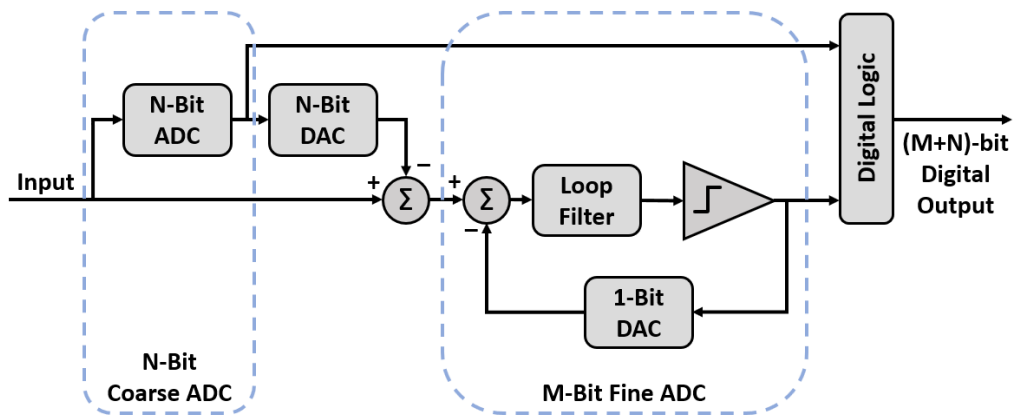 N-Bit
ADC
N-Bit
DAC
Digital Logic
(M+N)-bit
Digital
Output
Input
+
−
Σ
+
−
Σ
Loop
Filter
1-Bit
DAC
N-Bit
Coarse ADC
M-Bit Fine ADC